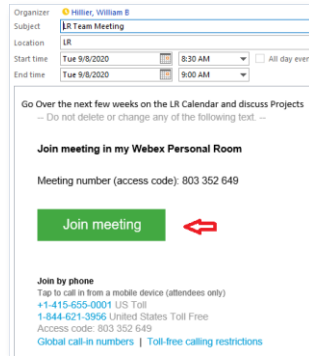 Organizer Hillier, William B
Subject LR Team Meeting
Location LR
Start time Tue 9/8/2020 8:30 AM All day ever
End time Tue 9/8/2020 9:00 AM
Go Over the next few weeks on the LR Calendar and discuss Projects
-- Do not delete or change any of the following text. --
Join meeting in my Webex Personal Room
Meeting number (access code): 803 352 649
Join meeting
Join by phone
Tap to call in from a mobile device (attendees only)
+1-415-655-0001 US Toll
1-844-621-3956 United States Toll Free
Access code: 803 352 649
Global call-in numbers | Toll-free calling restrictions